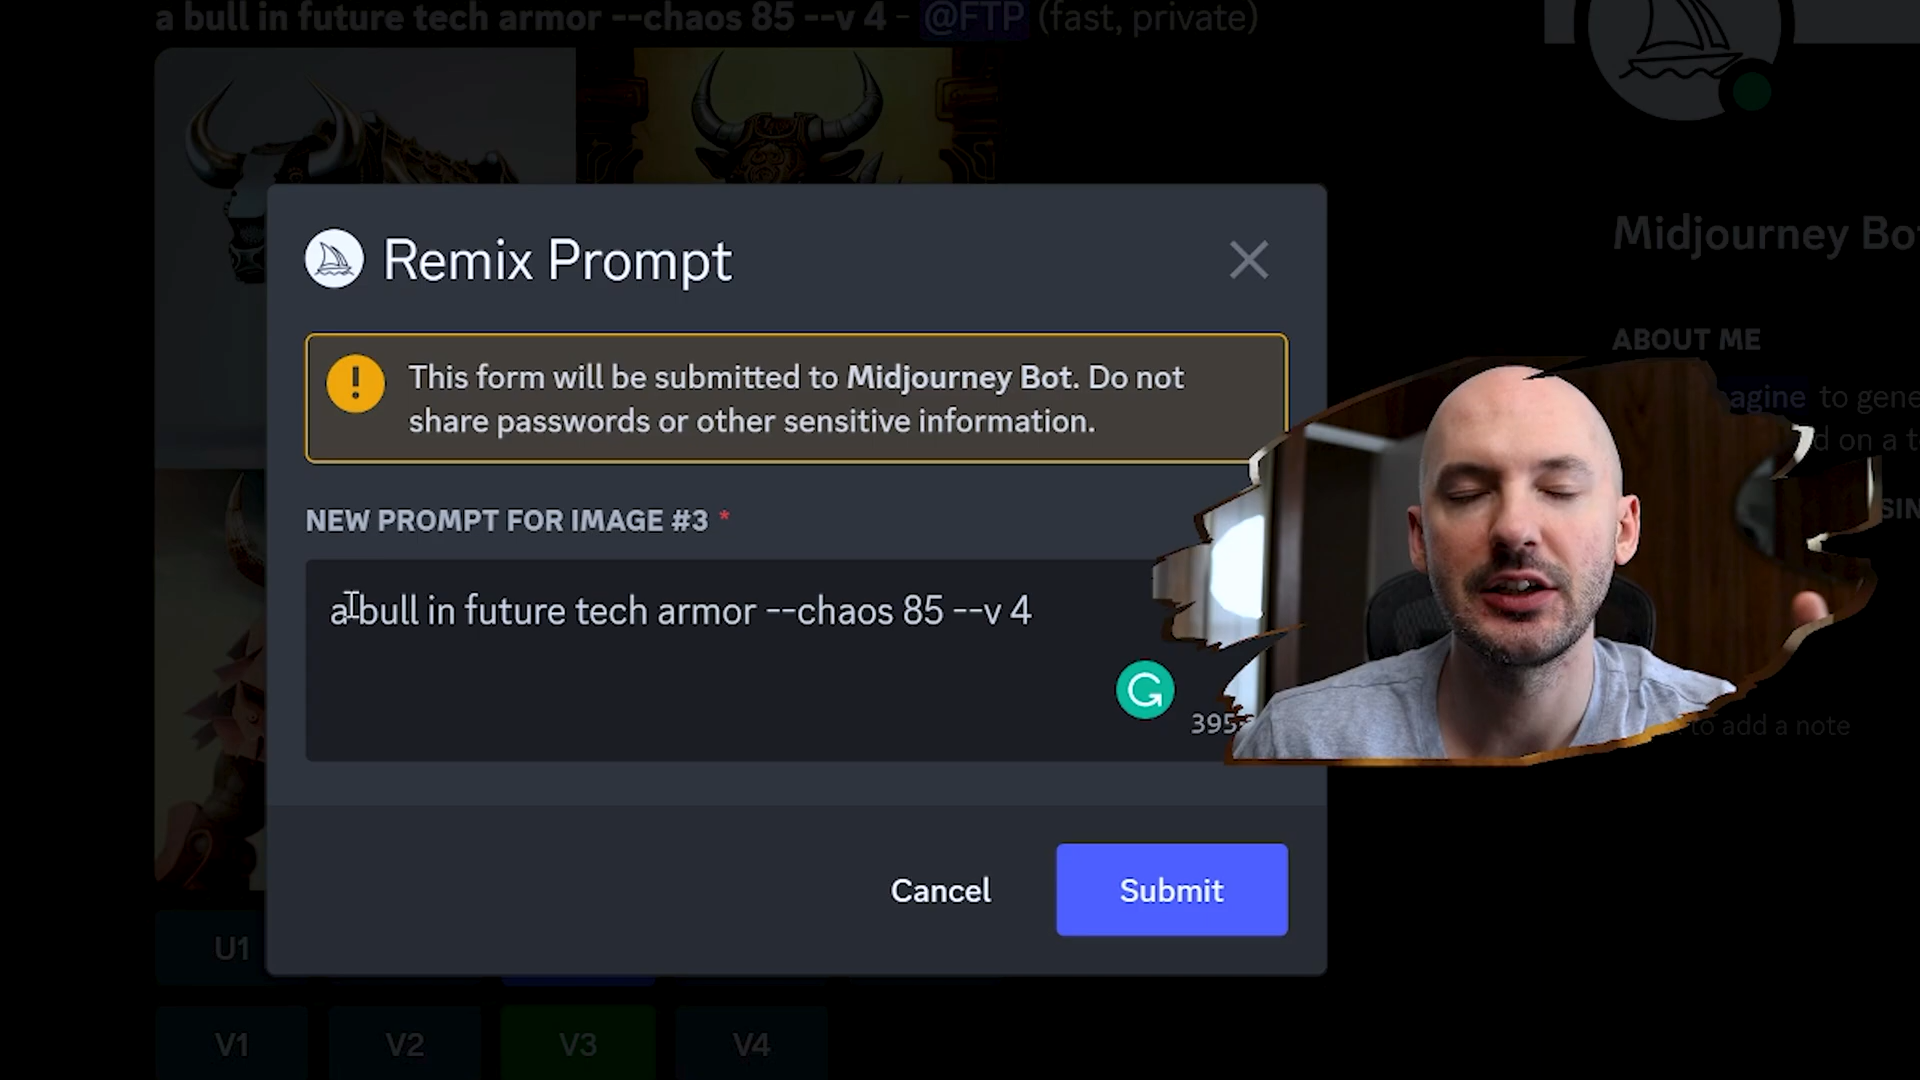 a bull in future tech armor --chaos 85 --v 4 - @FTP (fast, private)
Midjourney Bot
Remix Prompt
This form will be submitted to Midjourney Bot. Do not
share passwords or other sensitive information.
ABOUT ME
to gene
on a
NEW PROMPT FOR IMAGE #3 *
a bull in future tech armor --chaos 85 --v 4
395
to add a note
Cancel
Submit
U1
V1
V2
V3
V4